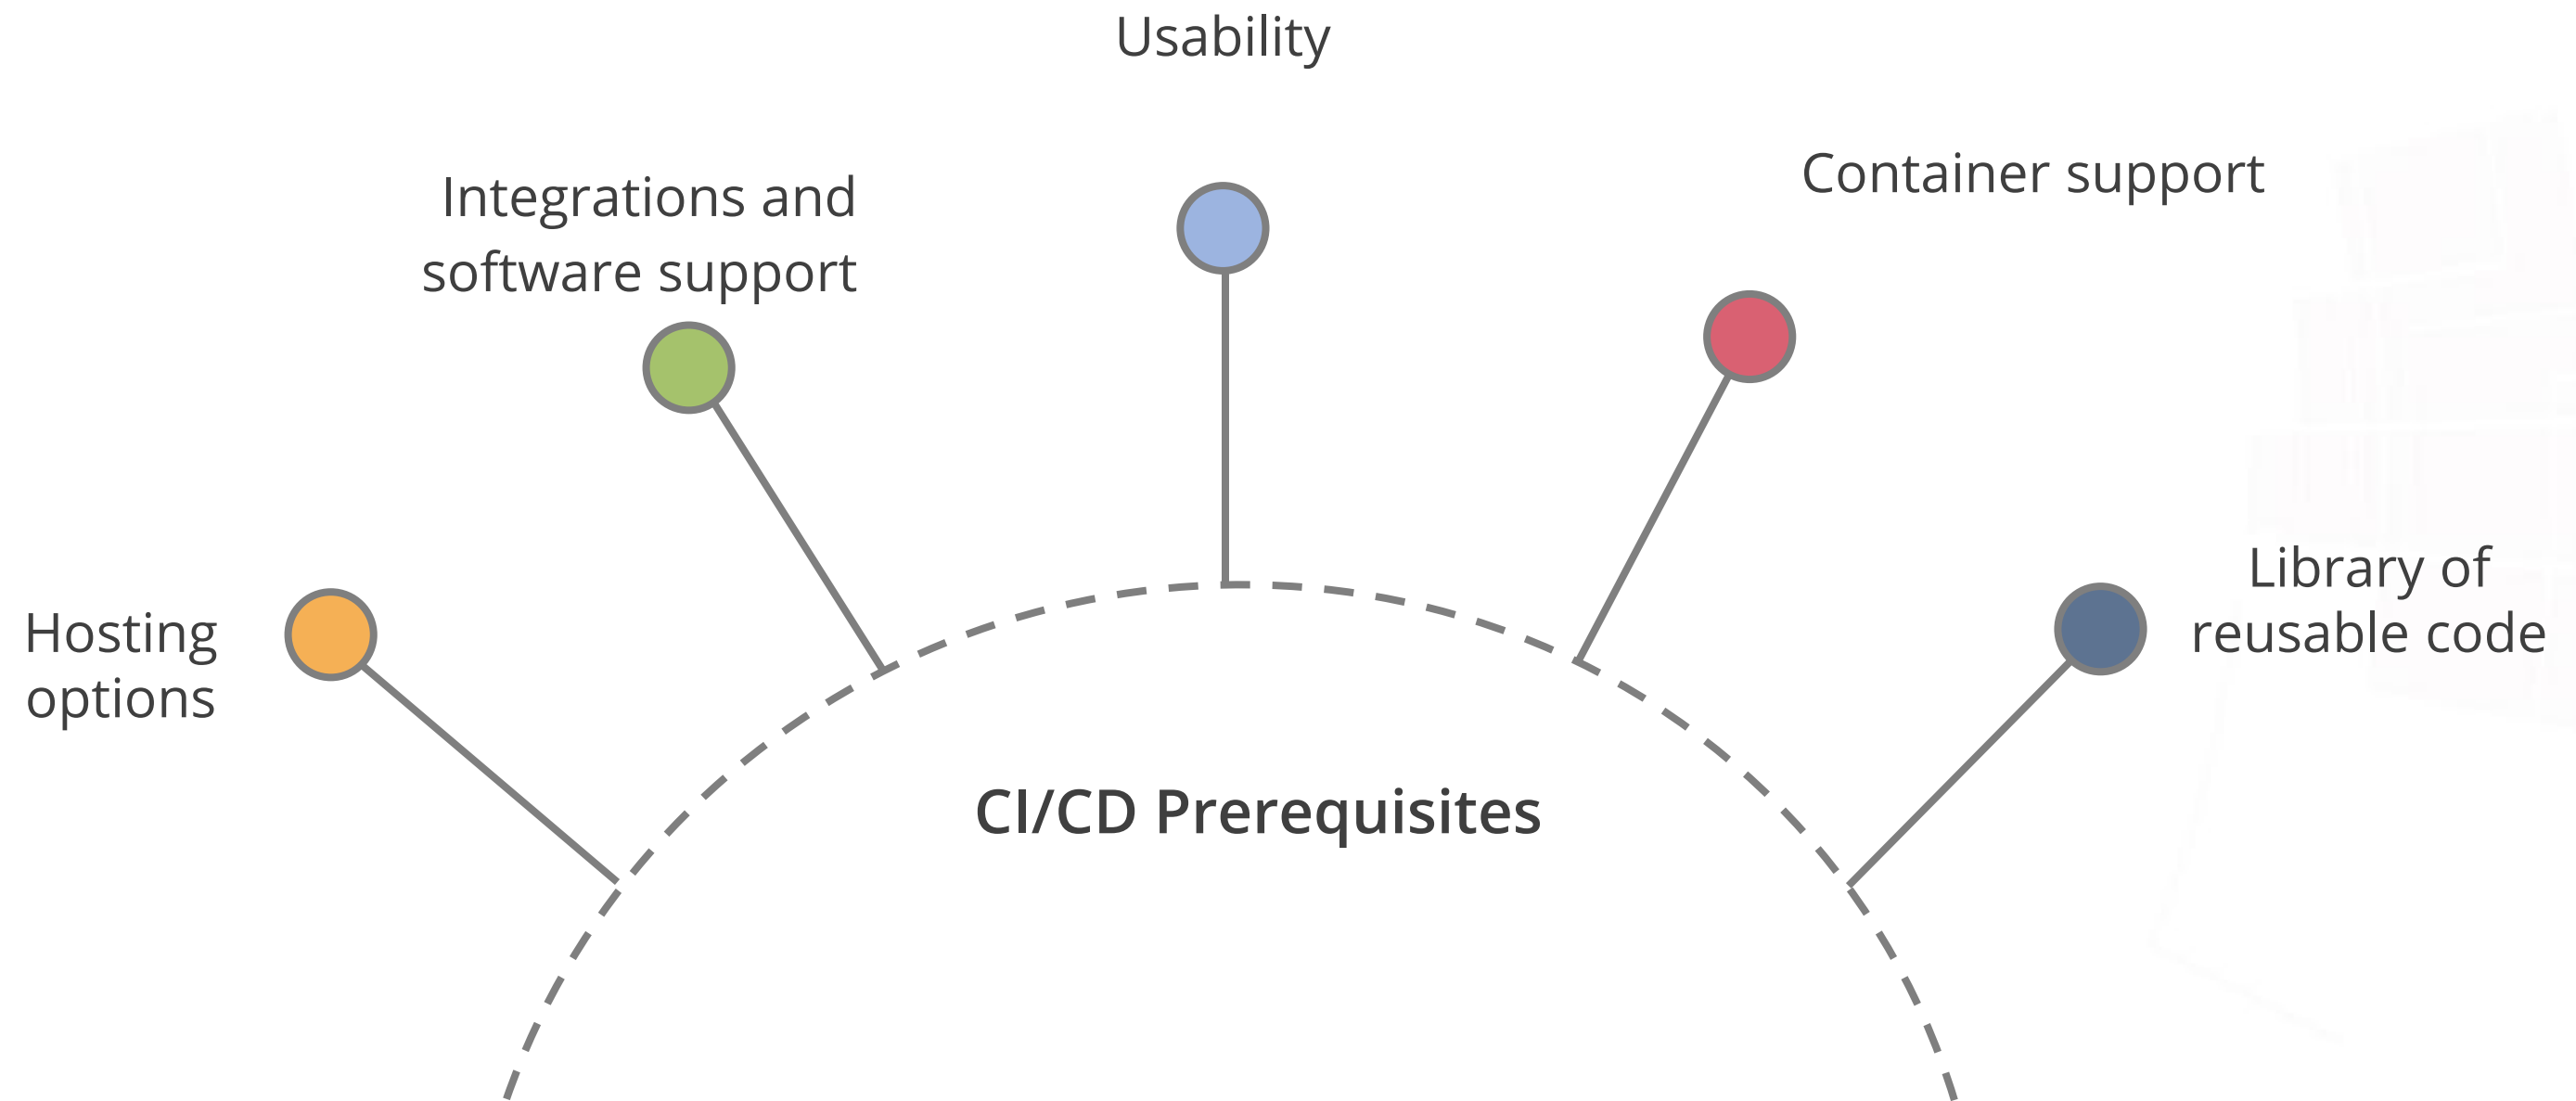 Usability
Integrations and
software support
Container support
Hosting
options
Library of
reusable code
CI/CD Prerequisites